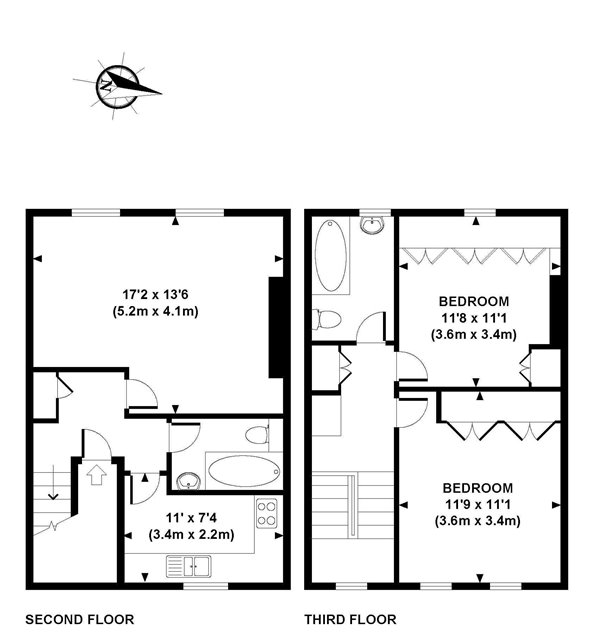 N
17'2 x 13'6
(5.2m x 4.1m)
11' x 7'4
(3.4m x 2.2m)
SECOND FLOOR
BEDROOM
11'8 x 11'1
(3.6m x 3.4m)
BEDROOM
11'9 x 11'1
(3.6m x 3.4m)
THIRD FLOOR